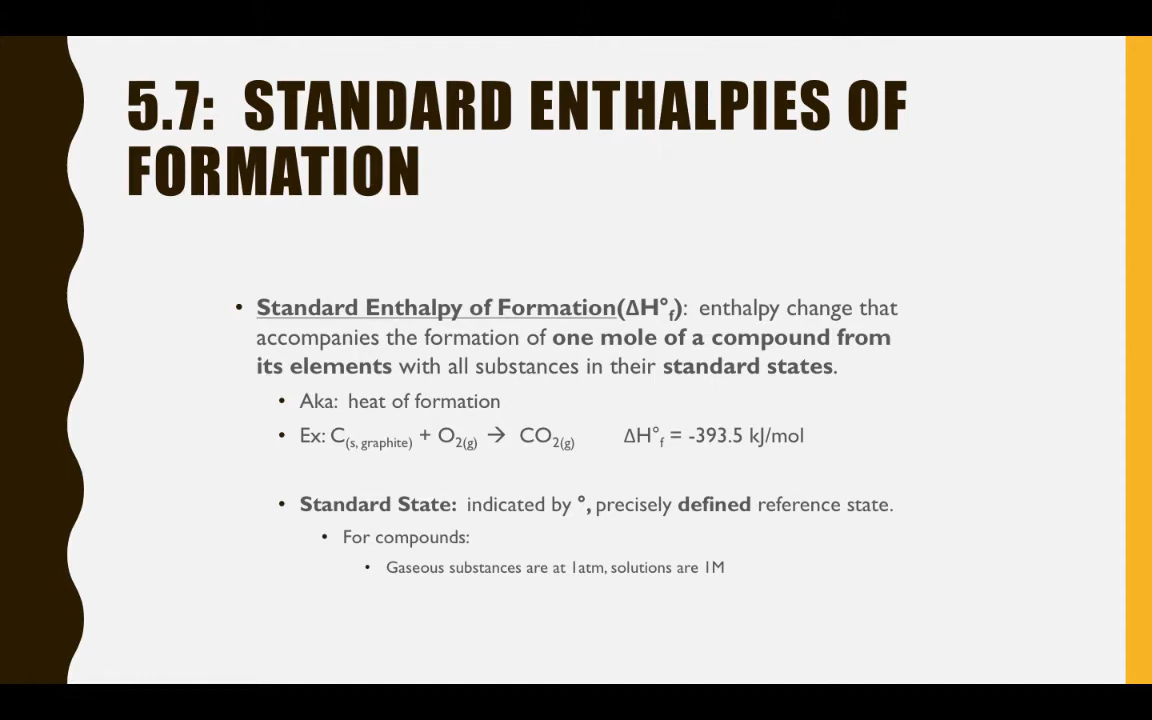 5.7: STANDARD ENTHALPIES OF
FORMATION
• Standard Enthalpy of Formation(ΔH°f): enthalpy change that
accompanies the formation of one mole of a compound from
its elements with all substances in their standard states.
• Aka: heat of formation
• Ex: C(s, graphite) + O2(g) → CO2(g) ΔH°f = -393.5 kJ/mol
• Standard State: indicated by °, precisely defined reference state.
• For compounds:
• Gaseous substances are at 1atm, solutions are 1M